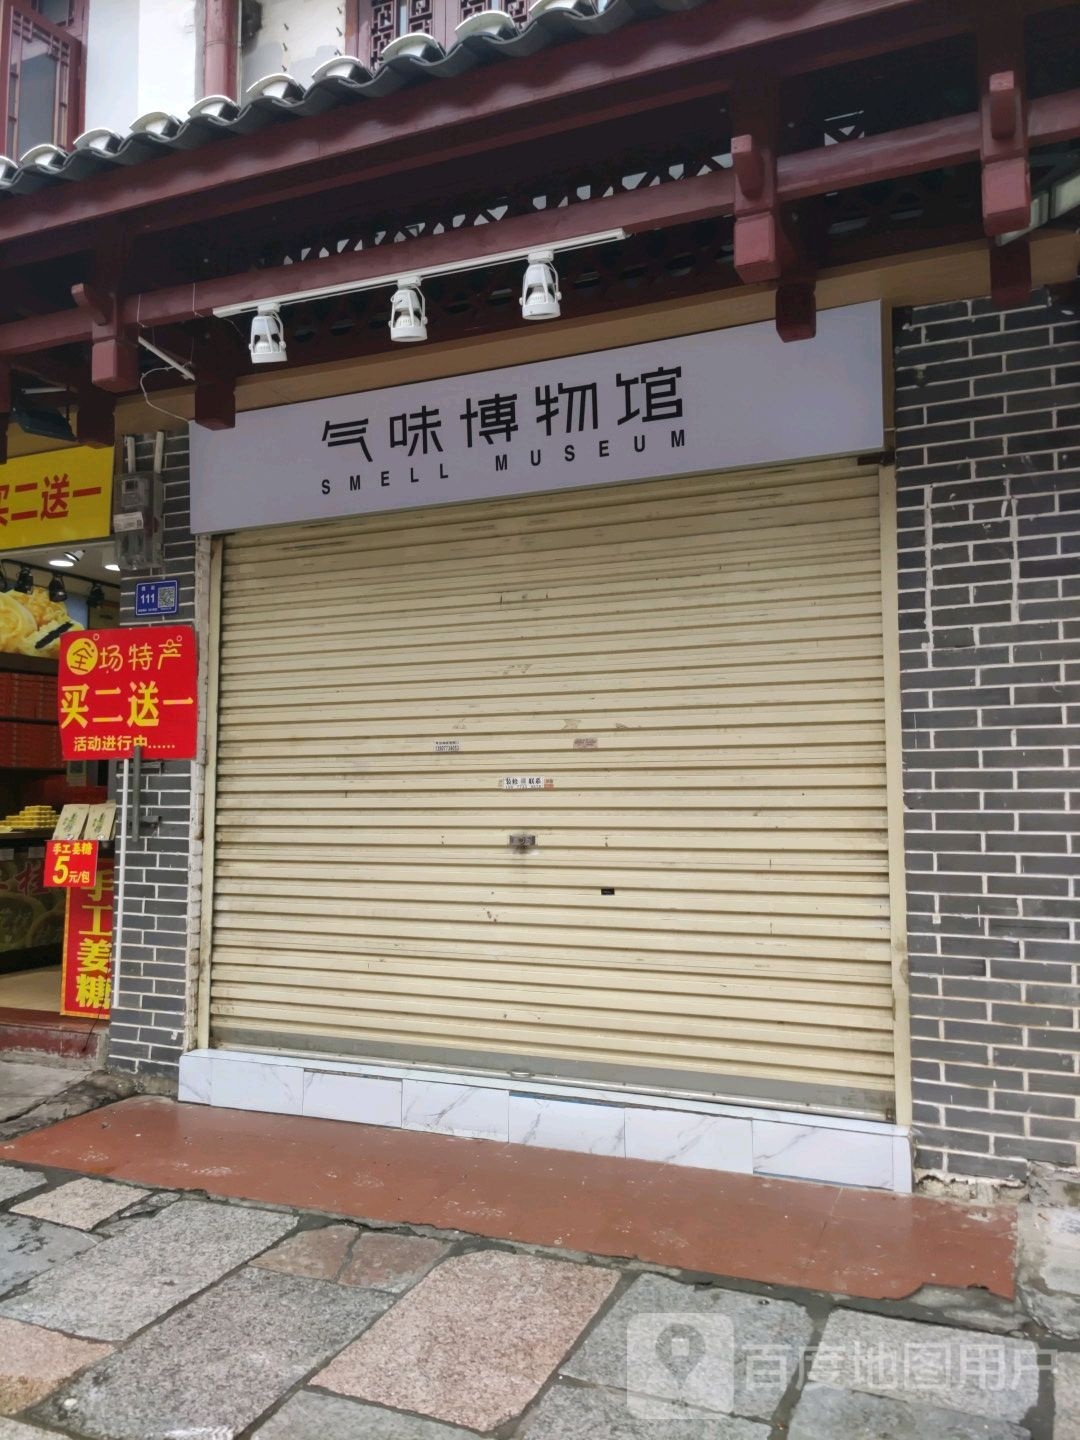 气味博物馆
SMELL MUSEUM
买二送一
111
全场特产
买二送一
活动进行中......
手工姜糖
5元/包
手工姜糖
百度地图用户